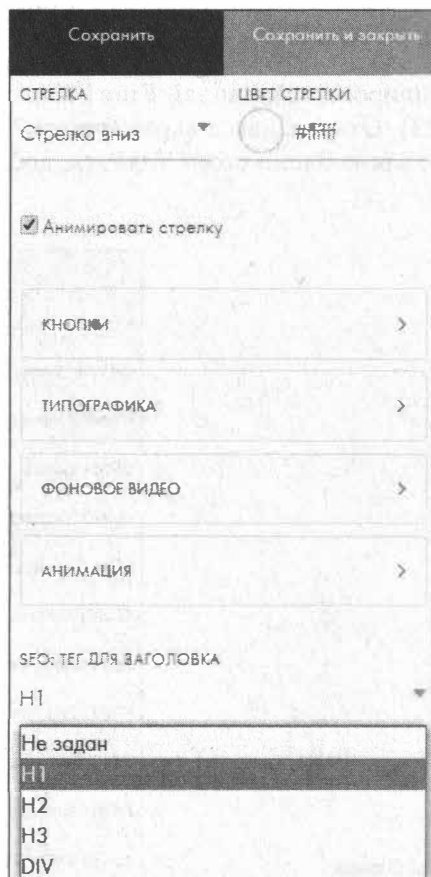 Сохранить Сохранить и закрыть
СТРЕЛКА ЦВЕТ СТРЕЛКИ
Стрелка вниз #ffffff
Анимировать стрелку
КНОПКИ
ТИПОГРАФИКА
ФОНОВОЕ ВИДЕО
АНИМАЦИЯ
SEO: ТЕГ ДЛЯ ЗАГОЛОВКА
H1
Не задан
H1
H2
H3
DIV